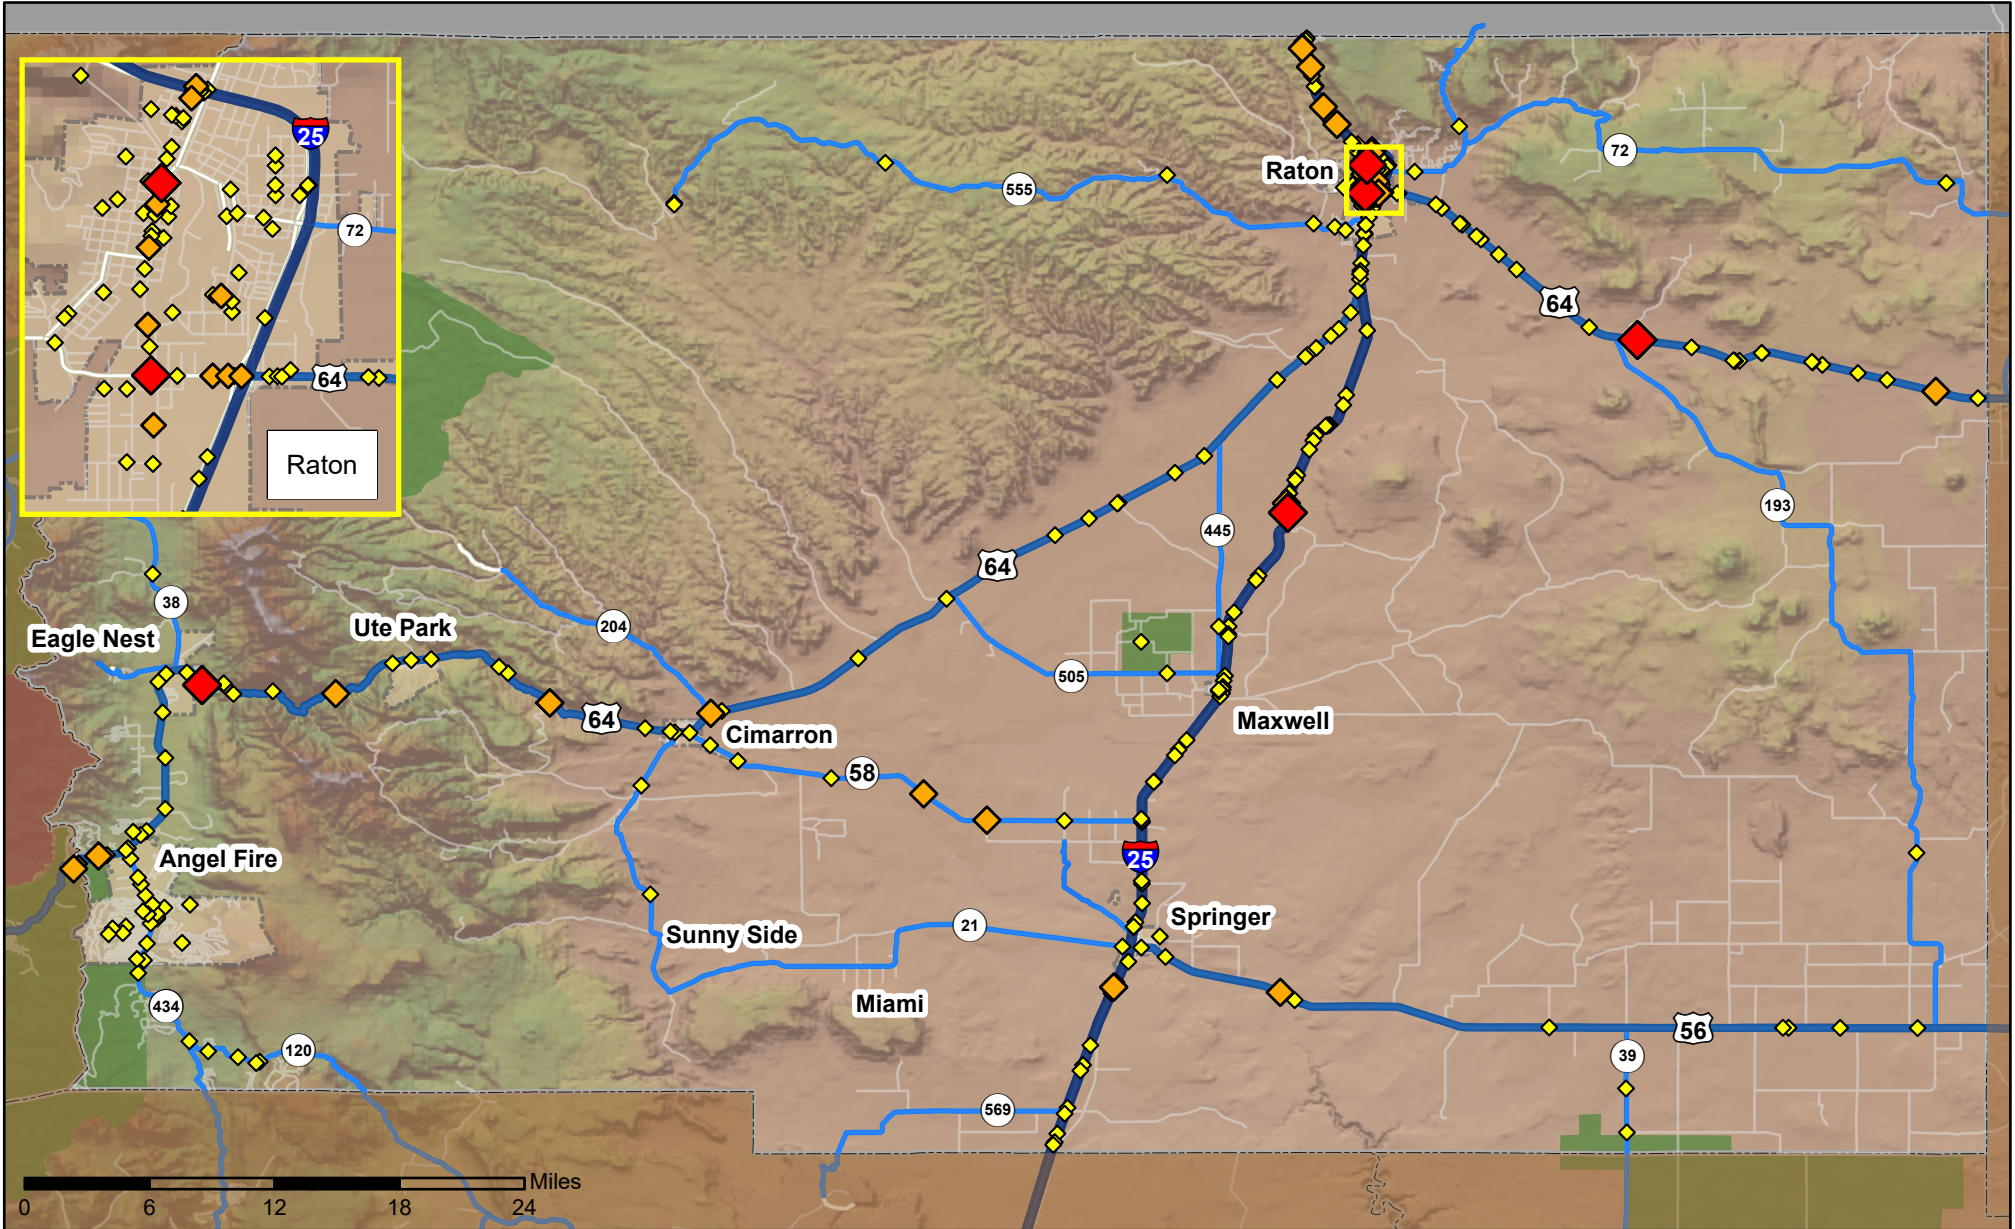 25
72
64
Raton
Raton
555
72
64
193
445
64
38
Eagle Nest
Ute Park
204
505
64
Cimarron
Maxwell
58
25
Angel Fire
Springer
Sunny Side
21
Miami
434
120
56
39
569
Miles
0 6 12 18 24